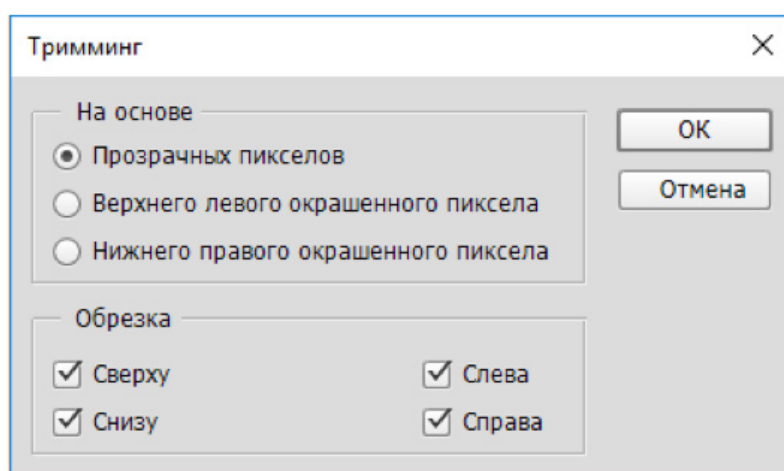 Тримминг
На основе
Прозрачных пикселов
Верхнего левого окрашенного пиксела
Нижнего правого окрашенного пиксела
OK
Отмена
Обрезка
Сверху
Слева
Снизу
Справа